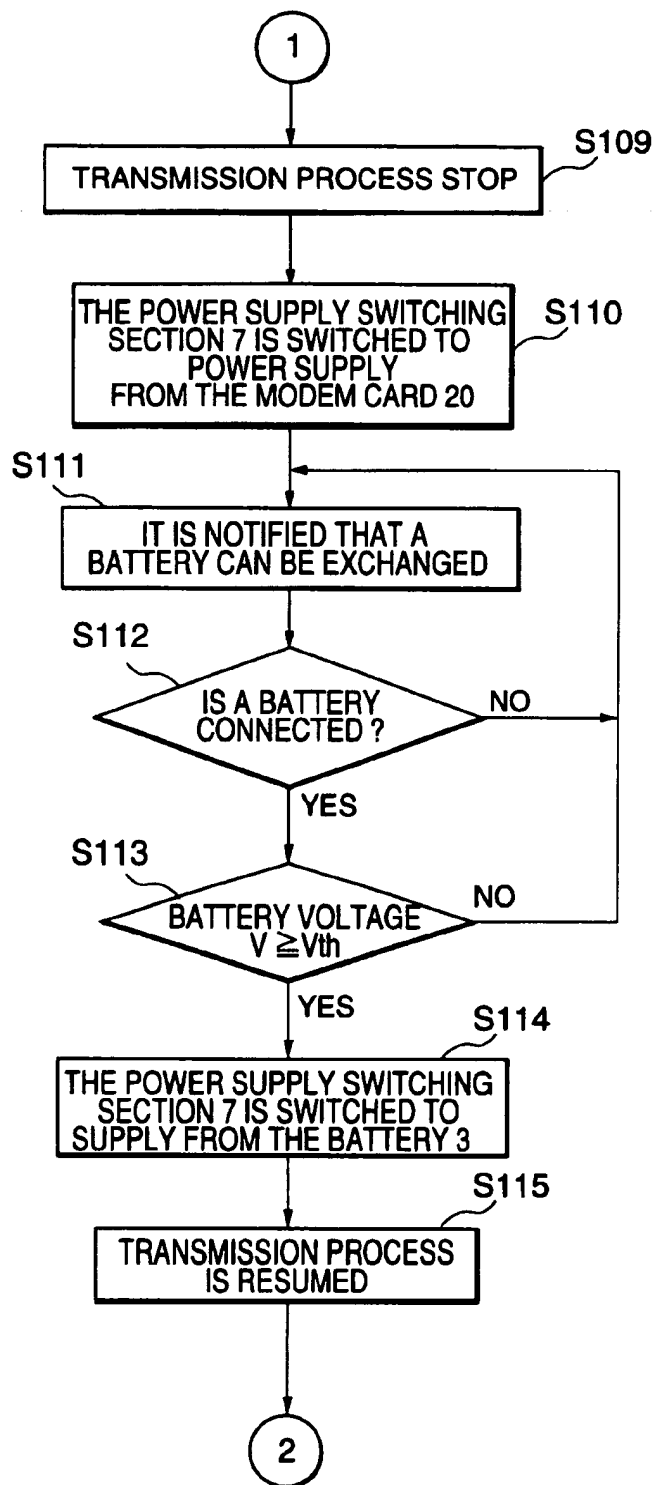 1
S109
TRANSMISSION PROCESS STOP
S110
THE POWER SUPPLY SWITCHING
SECTION 7 IS SWITCHED TO
POWER SUPPLY
FROM THE MODEM CARD 20
S111
IT IS NOTIFIED THAT A
BATTERY CAN BE EXCHANGED
S112
IS A BATTERY
CONNECTED ?
NO
YES
S113
BATTERY VOLTAGE
V ≧Vth
NO
YES
S114
THE POWER SUPPLY SWITCHING
SECTION 7 IS SWITCHED TO
SUPPLY FROM THE BATTERY 3
S115
TRANSMISSION PROCESS
IS RESUMED
2